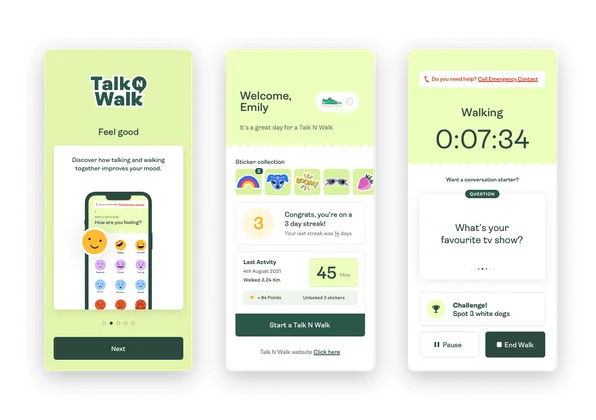 Talk N
Walk
Feel good
Discover how talking and walking
together improves your mood.
How are you feeling?
Next
Welcome,
Emily
It's a great day for a Talk N Walk
Sticker collection
2
BOOM!
3
Congrats, you're on a
3 day streak!
Your last streak was
days
Last Actvity
4th August 2021
Walked 3.24 Km
45 Mins
+ 64 Points
Unlocked 3 stickers
Start a Talk N Walk
Talk N Walk website Click here
Do you need help? Call Emergency Contact
Walking
0:07:34
Want a conversation starter?
QUESTION
What's your
favourite tv show?
Challenge!
Spot 3 white dogs
Pause
End Walk